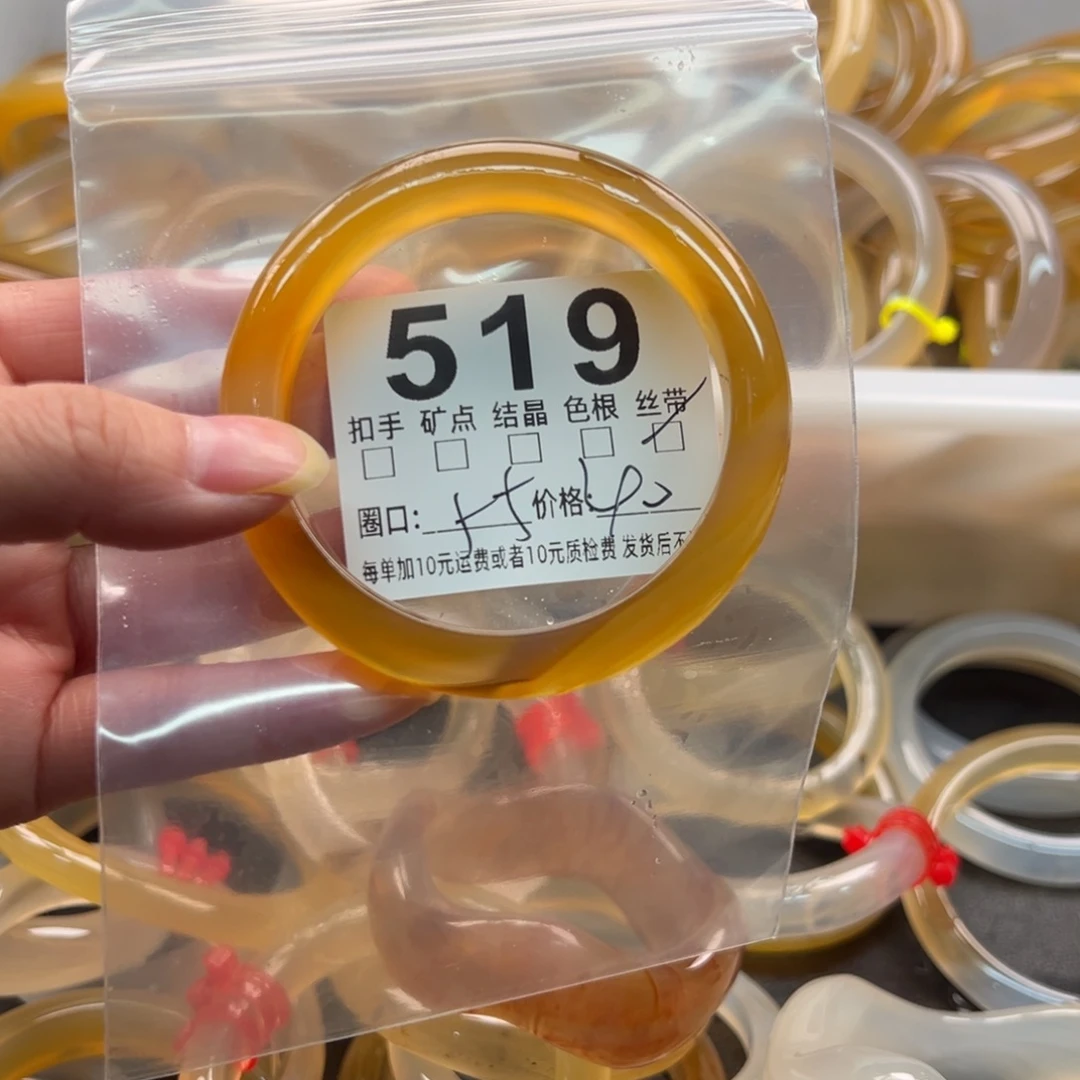 519
扣手 矿点 结晶 色根 丝带
圈口: 55 价格:
每单加10元运费或者10元质检费 发货后不